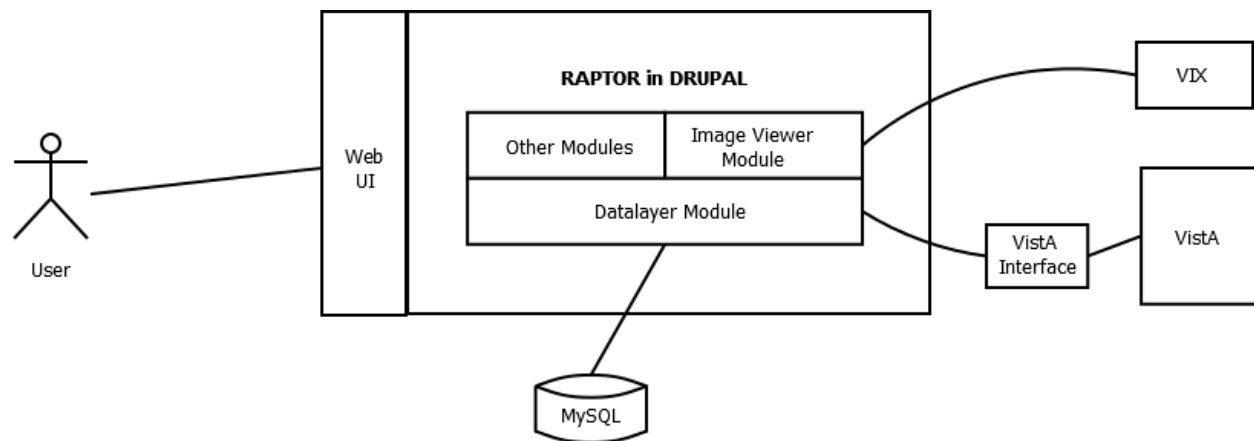 User
Web
UI
RAPTOR in DRUPAL
Other Modules
Image Viewer
Module
Datalayer Module
MySQL
VIX
VistA
Interface
VistA